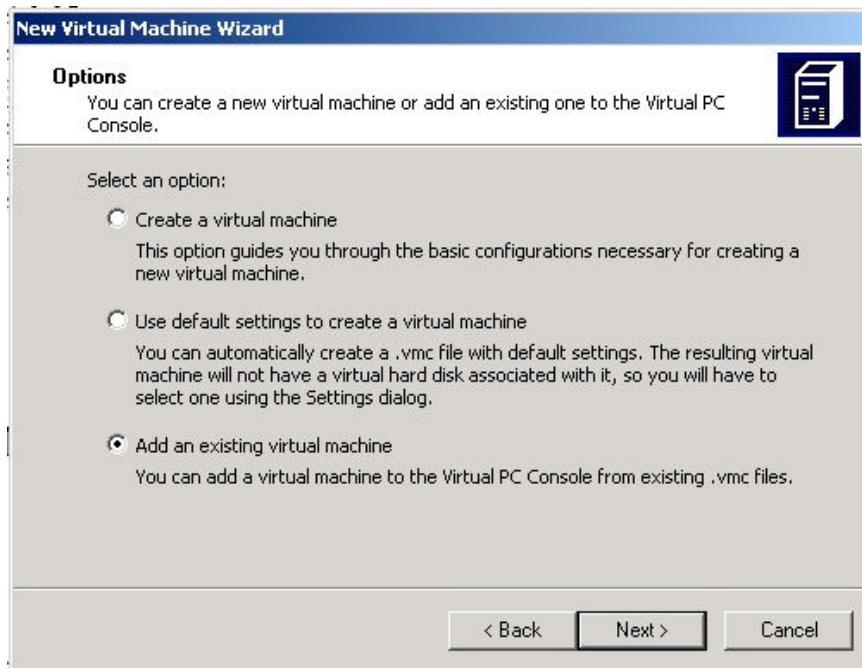 New Virtual Machine Wizard
Options
You can create a new virtual machine or add an existing one to the Virtual PC
Console.
Select an option:
Create a virtual machine
This option guides you through the basic configurations necessary for creating a
new virtual machine.
Use default settings to create a virtual machine
You can automatically create a .vmc file with default settings. The resulting virtual
machine will not have a virtual hard disk associated with it, so you will have to
select one using the Settings dialog.
Add an existing virtual machine
You can add a virtual machine to the Virtual PC Console from existing .vmc files.
< Back
Next >
Cancel